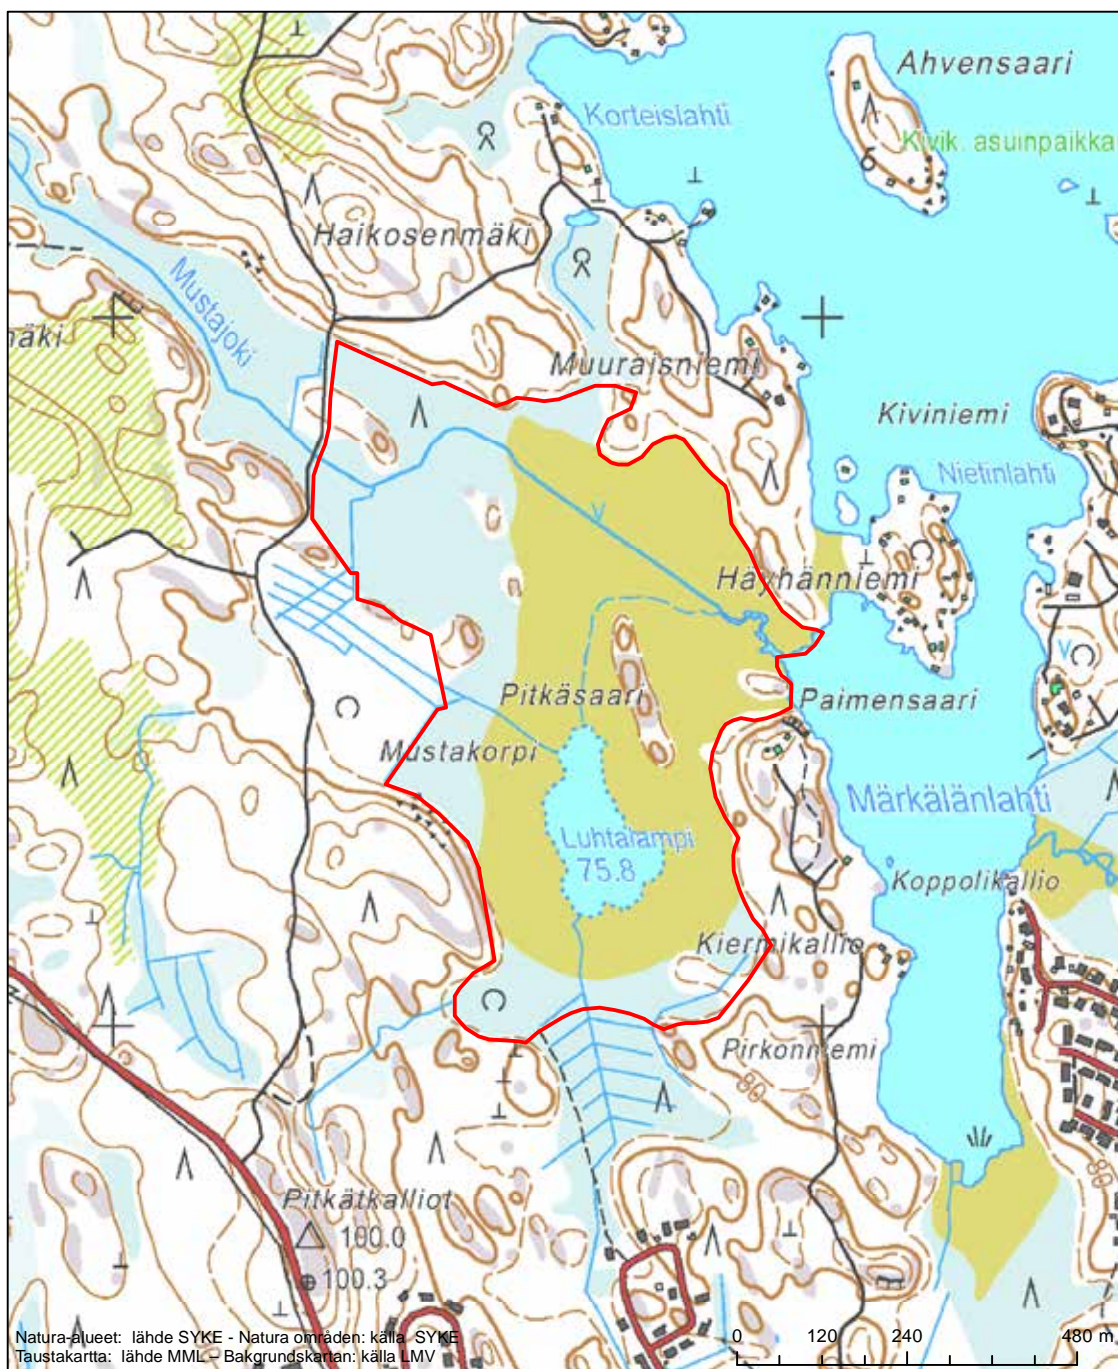 Ahvensaari
Korteislahti
Kivik. asuinpaikka
Haikosenmäki
Mustajoki
mäki
Muuraisniemi
Kiviniemi
Nietinlahti
V
Häyhänniemi
V
Pitkäsaari
Paimensaari
Mustakorpi
Märkälänlahti
Luhtalampi
75.8
Koppolikallio
Kiermikallio
Pirkonniemi
80
80
Pitkätkalliot
100.0
100.3
Natura-alueet: lähde SYKE - Natura områden: källa SYKE
Taustakartta: lähde MML – Bakgrundskartan: källa LMV
0 120 240 480 m